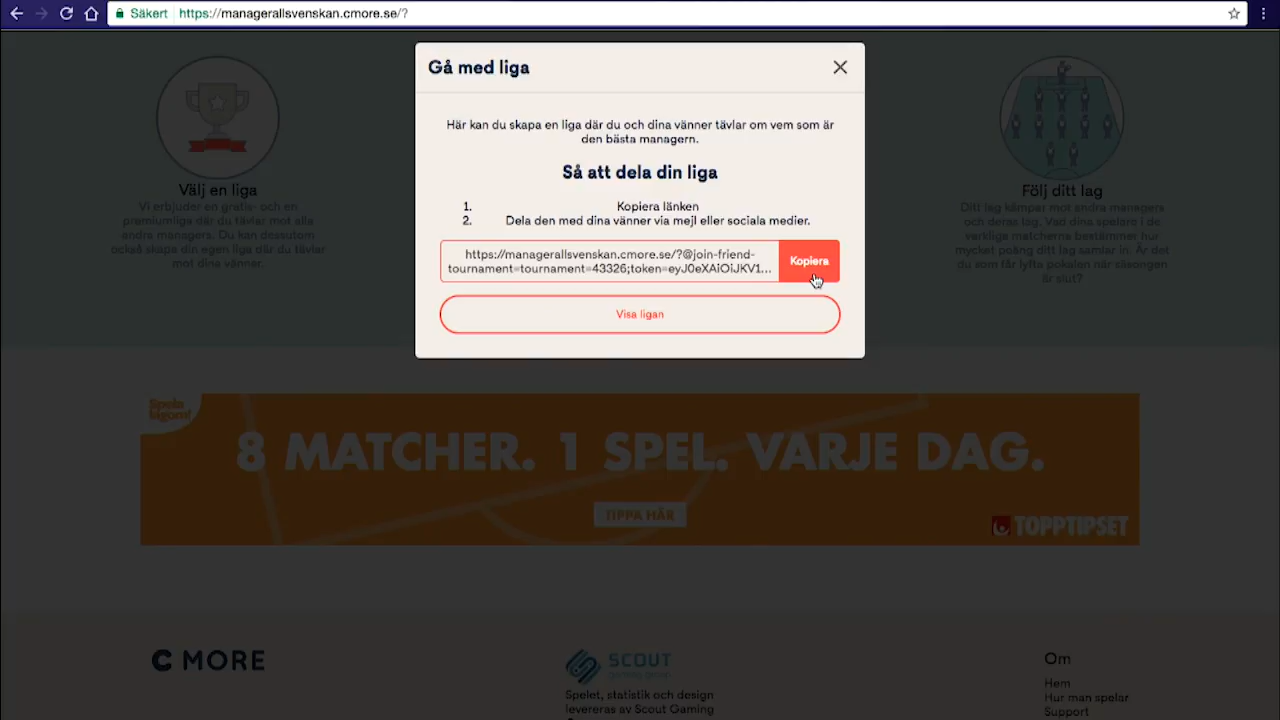 Säkert
https://managerallsvenskan.cmore.se/?
Gå med liga
Här kan du skapa en liga där du och dina vänner tävlar om vem som är
den bästa managern.
Så att dela din liga
1. Kopiera länken
2. Dela den med dina vänner via mejl eller sociala medier.
https://managerallsvenskan.cmore.se/?@join-friend-
tournament=tournament=43326;token=eyJ0eXAiOiJKV1...
Kopiera
Visa ligan
Välj en liga
Vi erbjuder en gratis- och en
premiumliga där du tävlar mot alla
andra managers. Du kan dessutom
också skapa din egen liga där du tävlar
mot dina vänner.
Följ ditt lag
Ditt lag kämpar mot andra managers
och deras lag. Vad dina spelare i de
verkliga matcherna bestämmer hur
mycket poäng ditt lag samlar in. Är det
du som får lyfta pokalen när säsongen
är slut?
Spela
lagom!
8 MATCHER. 1 SPEL. VARJE DAG.
TIPPA HÄR
TOPPTIPSET
C MORE
SCOUT
Gaming Group
Spelet, statistik och design
levereras av Scout Gaming
Om
Hem
Hur man spelar
Support